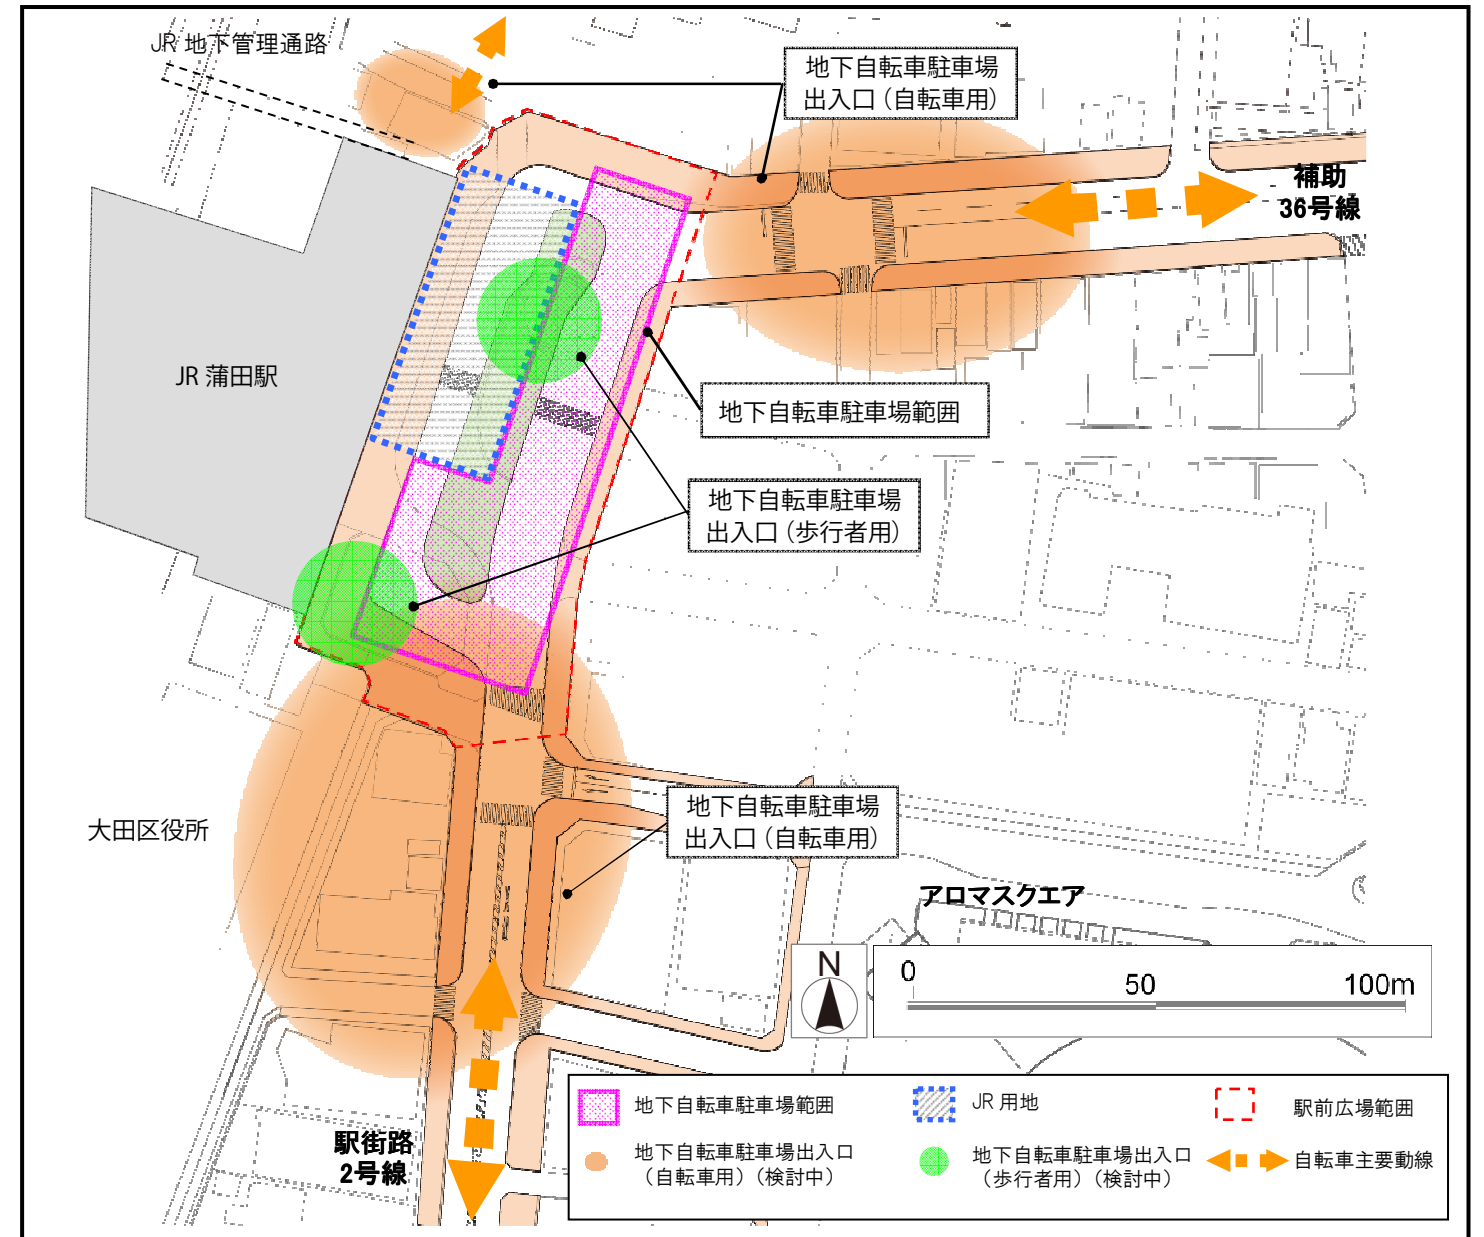 JR 地下管理通路
地下自転車駐車場
出入口（自転車用）
補助
36号線
JR 蒲田駅
地下自転車駐車場範囲
地下自転車駐車場
出入口（歩行者用）
大田区役所
地下自転車駐車場
出入口（自転車用）
アロマスクエア
N
0 50 100m
駅街路
2号線
地下自転車駐車場範囲
JR 用地
駅前広場範囲
地下自転車駐車場出入口
（自転車用）（検討中）
地下自転車駐車場出入口
（歩行者用）（検討中）
自転車主要動線